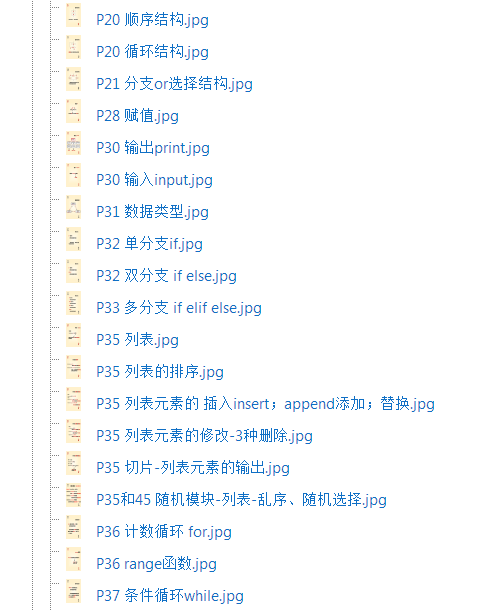 P20 顺序结构.jpg
P20 循环结构.jpg
P21 分支or选择结构.jpg
P28 赋值.jpg
P30 输出print.jpg
P30 输入input.jpg
P31 数据类型.jpg
P32 单分支if.jpg
P32 双分支 if else.jpg
P33 多分支 if elif else.jpg
P35 列表.jpg
P35 列表的排序.jpg
P35 列表元素的 插入insert；append添加；替换.jpg
P35 列表元素的修改-3种删除.jpg
P35 切片-列表元素的输出.jpg
P35和45 随机模块-列表-乱序、随机选择.jpg
P36 计数循环 for.jpg
P36 range函数.jpg
P37 条件循环while.jpg